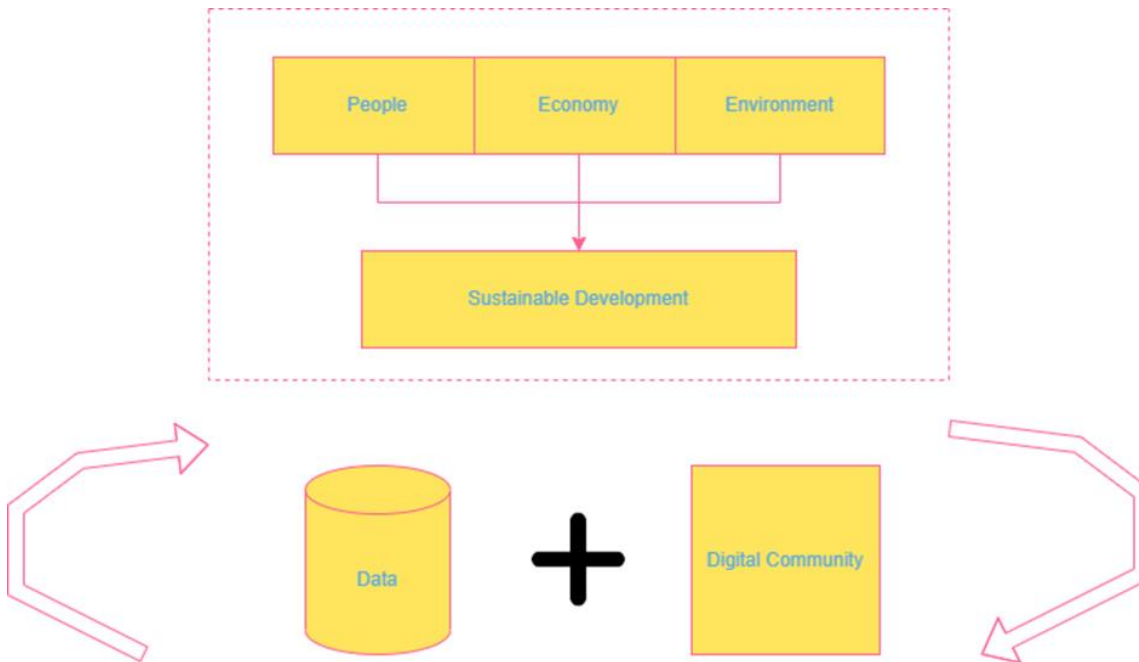 People
Economy
Environment
Sustainable Development
Data
Digital Community